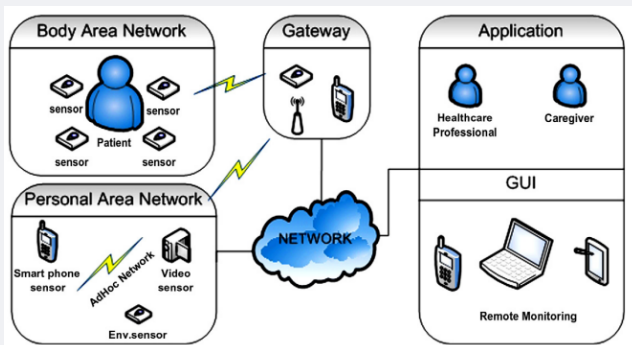 Body Area Network
sensor
sensor
Patient
sensor
sensor
Gateway
Application
Healthcare
Professional
Caregiver
Personal Area Network
Smart phone
sensor
AdHoc Network
Video
sensor
Env.sensor
NETWORK
GUI
Remote Monitoring